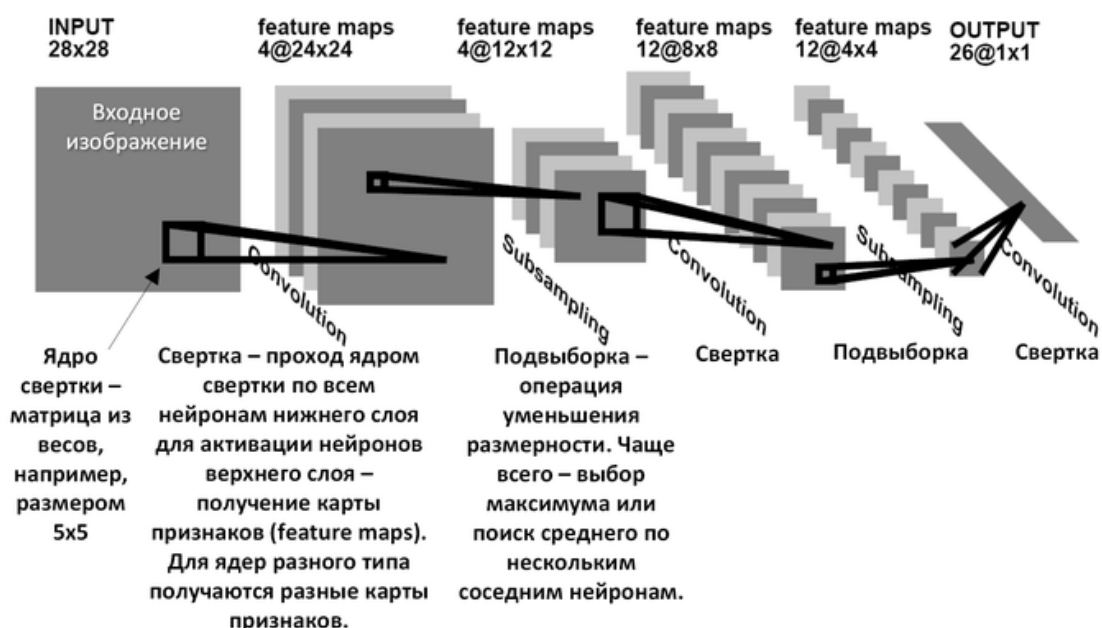 INPUT
28x28
feature maps
4@24x24
feature maps
4@12x12
feature maps
12@8x8
feature maps
12@4x4
OUTPUT
26@1x1
Входное
изображение
Convolution
Subsampling
Convolution
Subsampling
Convolution
Ядро
свертки –
матрица из
весов,
например,
размером
5x5
Свертка – проход ядром
свертки по всем
нейронам нижнего слоя
для активации нейронов
верхнего слоя –
получение карты
признаков (feature maps).
Для ядер разного типа
получаются разные карты
признаков.
Подвыборка –
операция
уменьшения
размерности. Чаще
всего – выбор
максимума или
поиск среднего по
нескольким
соседним нейронам.
Свертка
Подвыборка
Свертка